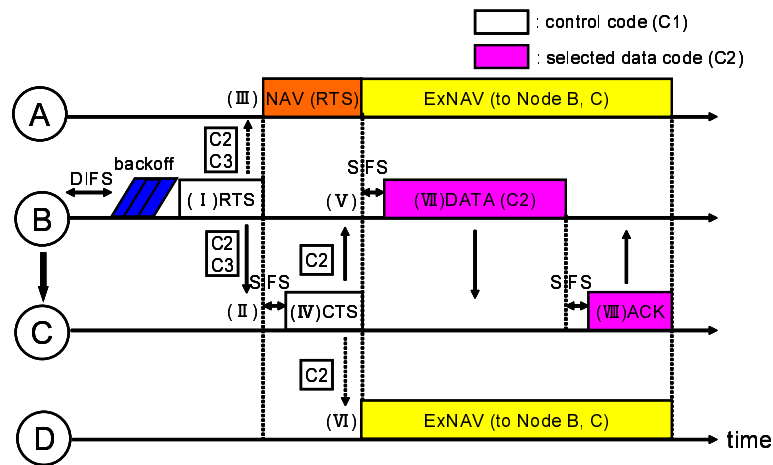 : control code (C1)
: selected data code (C2)
A
(Ⅲ)
NAV (RTS)
ExNAV (to Node B, C)
C2
C3
DIFS
backoff
SIFS
B
(Ⅰ)RTS
(Ⅴ)
(Ⅶ)DATA (C2)
C2
C3
C2
SIFS
SIFS
C
(Ⅱ)
(Ⅳ)CTS
(Ⅷ)ACK
C2
(Ⅵ)
ExNAV (to Node B, C)
D
time